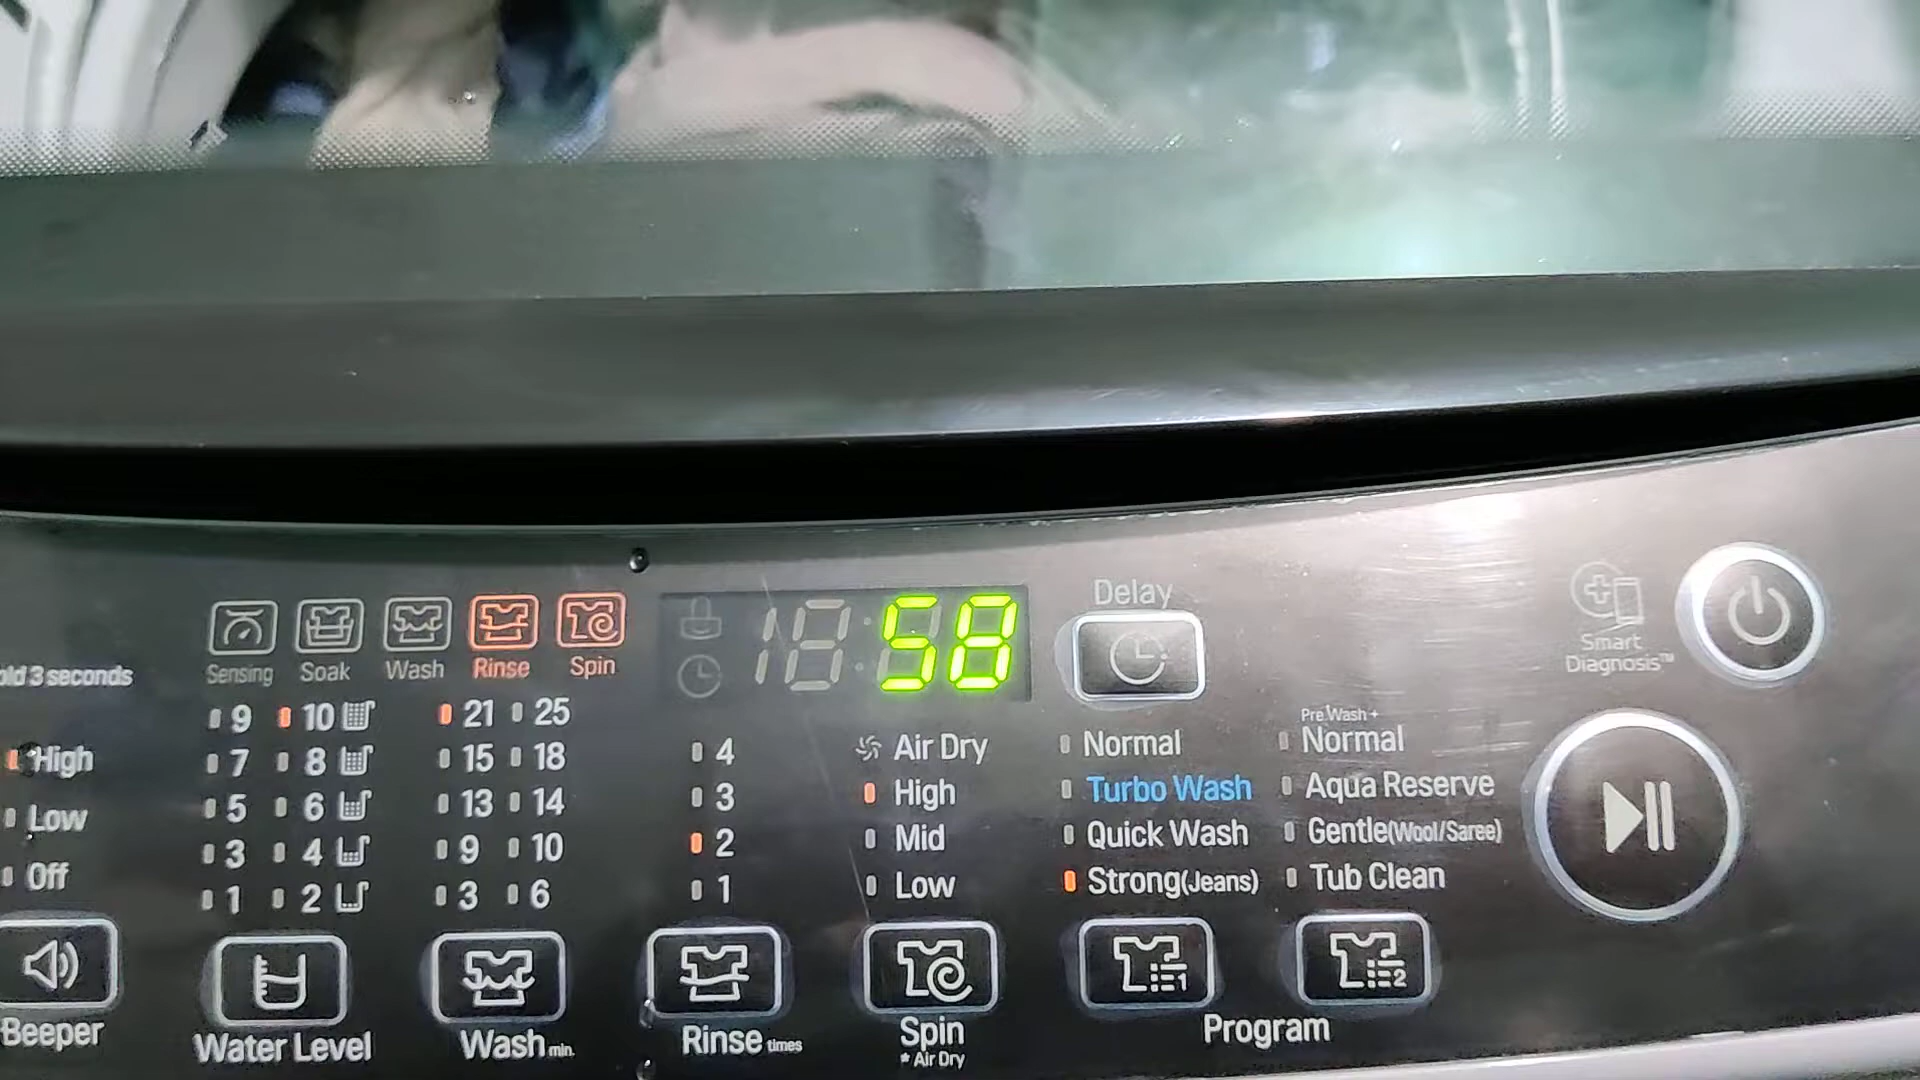 old 3 seconds
High
Low
Off
Beeper
Sensing Soak Wash Rinse Spin
9 10
7 8
5 6
3 4
1 2
Water Level
21 25
15 18
13 14
9 10
3 6
Wash min.
58
4
3
2
1
Rinse times
Air Dry
High
Mid
Low
Spin
* Air Dry
Delay
Normal
Turbo Wash
Quick Wash
Strong(Jeans)
Pre Wash +
Normal
Aqua Reserve
Gentle(Wool/Saree)
Tub Clean
1 2
Program
Smart
Diagnosis™